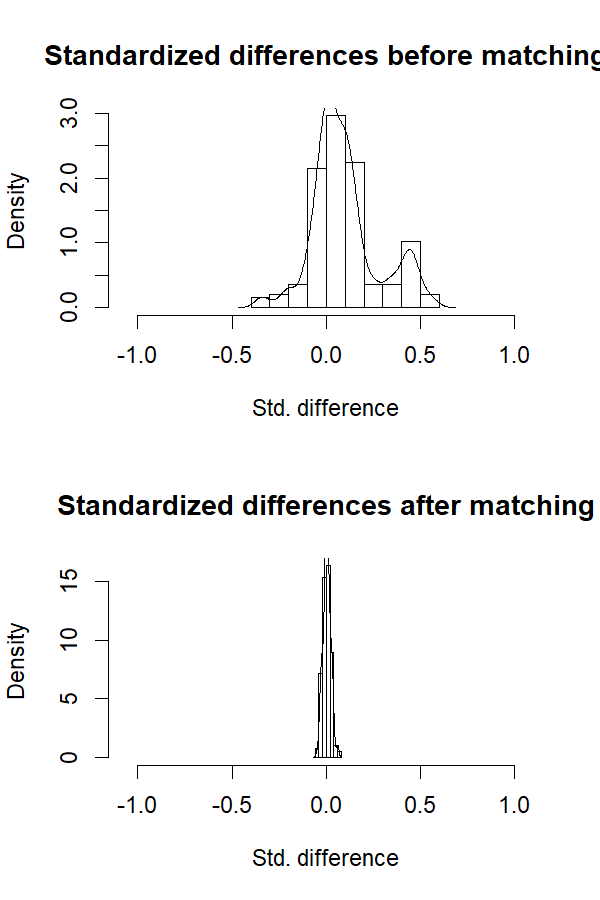 Standardized differences before matching
Density
3.0
2.0
1.0
0.0
-1.0 -0.5 0.0 0.5 1.0
Std. difference
Standardized differences after matching
Density
15
10
5
0
-1.0 -0.5 0.0 0.5 1.0
Std. difference